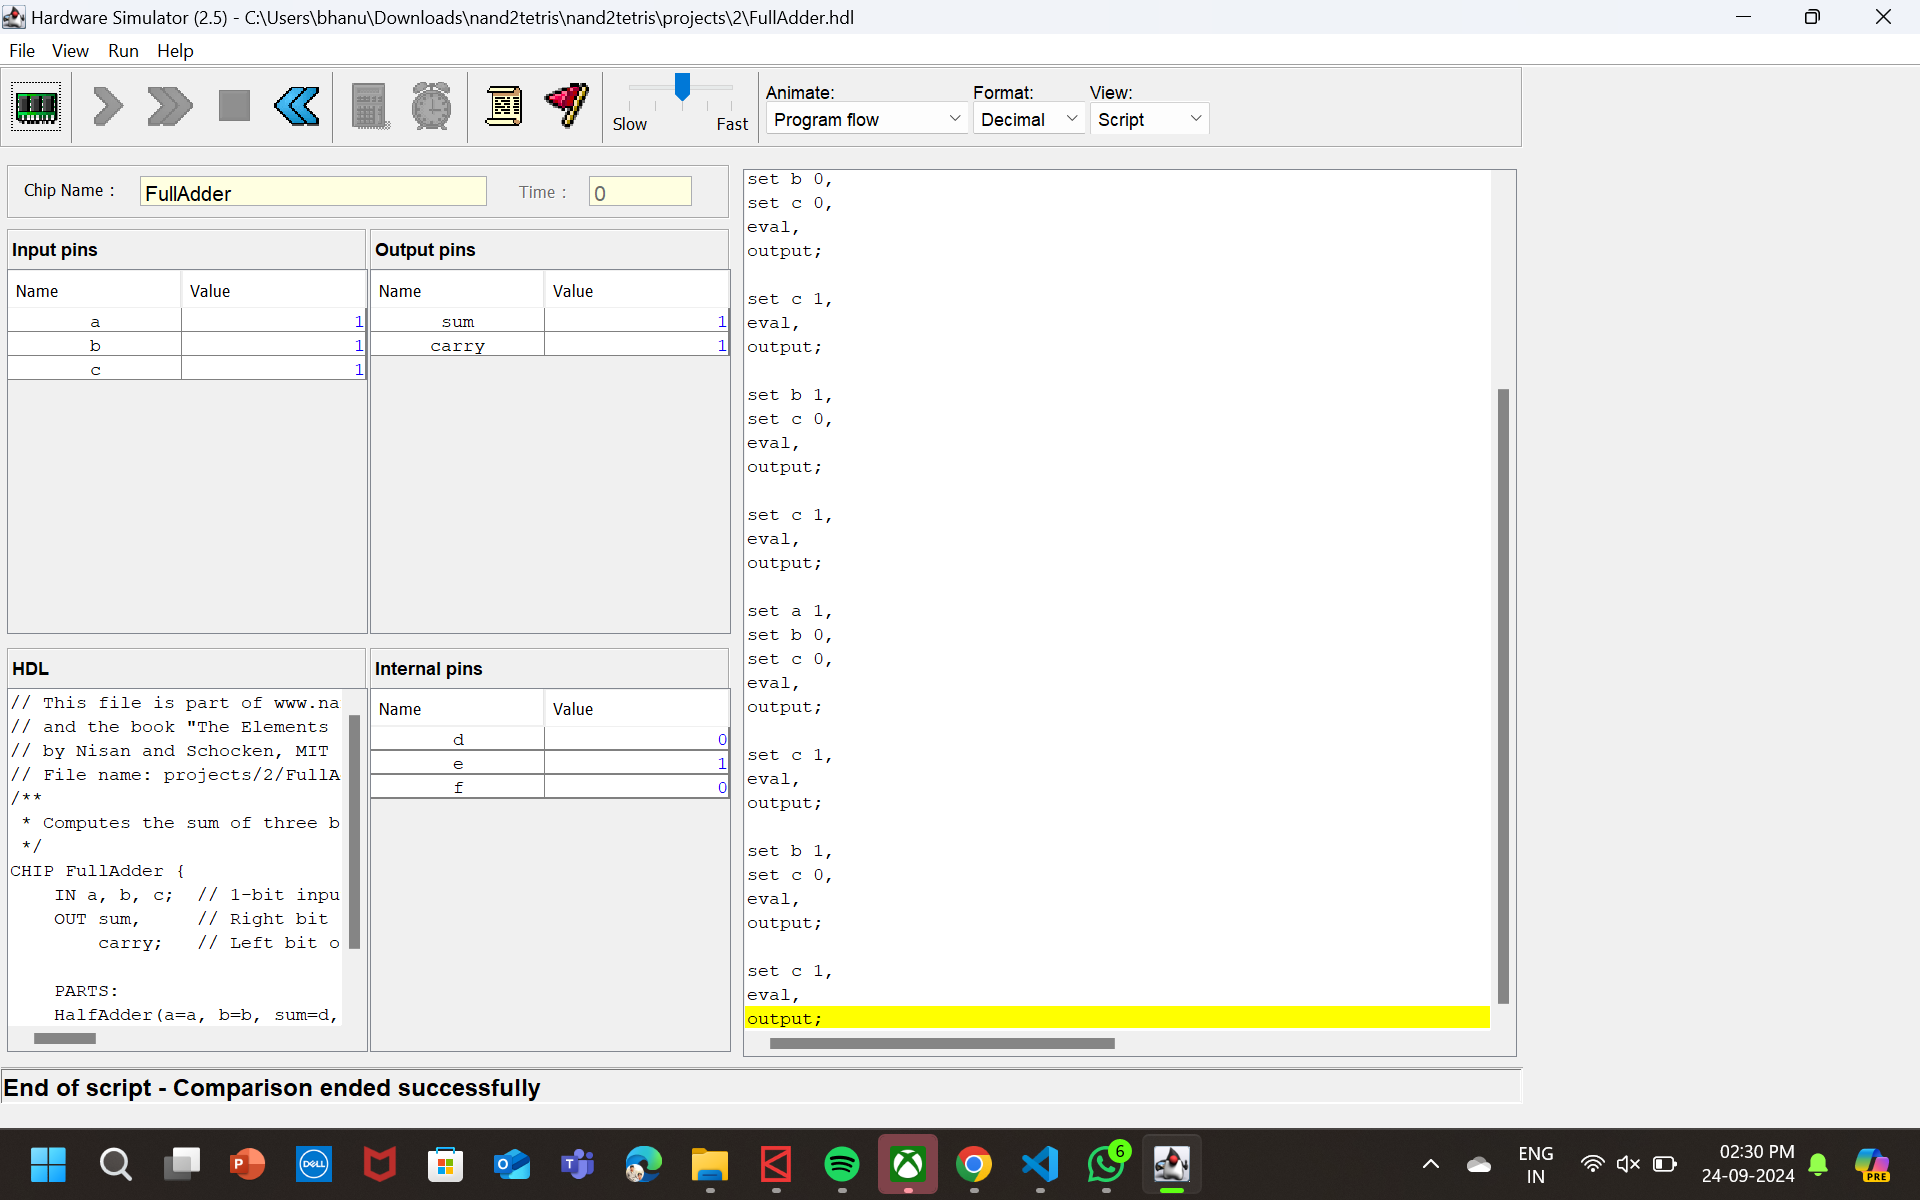 Hardware Simulator (2.5) - C:\Users\bhanu\Downloads\nand2tetris\nand2tetris\projects\2\FullAdder.hdl
File View Run Help
Slow Fast
Animate:
Program flow
Format:
Decimal
View:
Script
Chip Name : FullAdder Time : 0
Input pins
Name Value
a 1
b 1
c 1
Output pins
Name Value
sum 1
carry 1
HDL
// This file is part of www.na
// and the book "The Elements
// by Nisan and Schocken, MIT
// File name: projects/2/FullA
/**
* Computes the sum of three b
*/
CHIP FullAdder {
IN a, b, c; // 1-bit inpu
OUT sum, // Right bit
carry; // Left bit o
PARTS:
HalfAdder(a=a, b=b, sum=d,
Internal pins
Name Value
d 0
e 1
f 0
set b 0,
set c 0,
eval,
output;
set c 1,
eval,
output;
set b 1,
set c 0,
eval,
output;
set c 1,
eval,
output;
set a 1,
set b 0,
set c 0,
eval,
output;
set c 1,
eval,
output;
set b 1,
set c 0,
eval,
output;
set c 1,
eval,
output;
End of script - Comparison ended successfully
P
DELL
6
ENG
IN
02:30 PM
24-09-2024
PRE